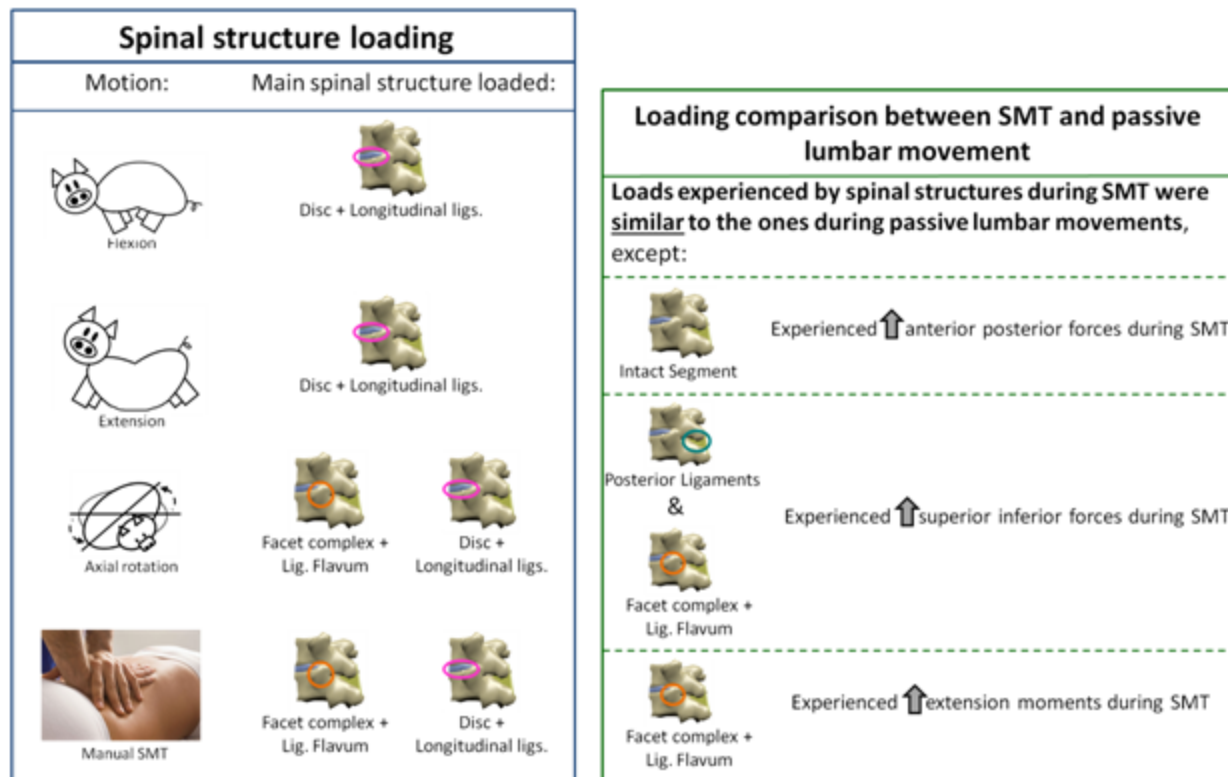 Spinal structure loading
Motion: Main spinal structure loaded:
Flexion
Disc + Longitudinal ligs.
Extension
Disc + Longitudinal ligs.
Axial rotation
Facet complex +
Lig. Flavum
Disc +
Longitudinal ligs.
Manual SMT
Facet complex +
Lig. Flavum
Disc +
Longitudinal ligs.
Loading comparison between SMT and passive
lumbar movement
Loads experienced by spinal structures during SMT were
similar to the ones during passive lumbar movements,
except:
Intact Segment
Experienced anterior posterior forces during SMT
Posterior Ligaments
&
Facet complex +
Lig. Flavum
Experienced superior inferior forces during SMT
Facet complex +
Lig. Flavum
Experienced extension moments during SMT